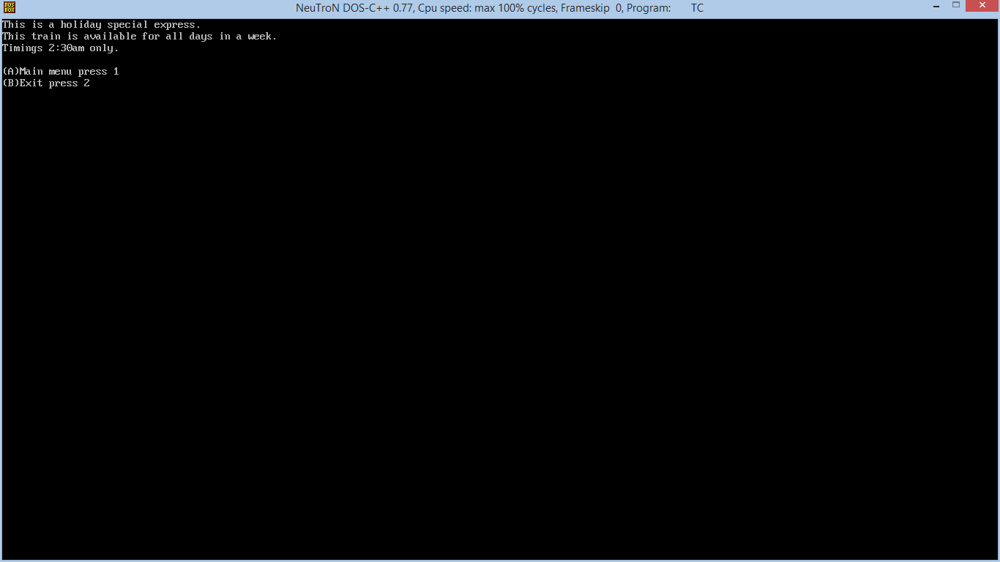 DOS
BOX
NeuTroN DOS-C++ 0.77, Cpu speed: max 100% cycles, Frameskip 0, Program: TC
This is a holiday special express.
This train is available for all days in a week.
Timings 2:30am only.
(A)Main menu press 1
(B)Exit press 2